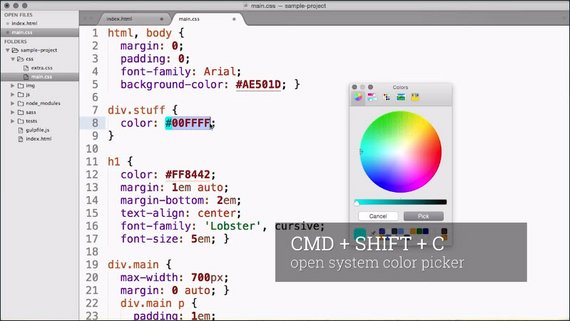 main.css — sample-project
OPEN FILES
index.html
main.css
FOLDERS
sample-project
css
extra.css
main.css
img
js
node_modules
sass
tests
gulpfile.js
index.html
index.html
main.css
1 html, body {
2 margin: 0;
3 padding: 0;
4 font-family: Arial;
5 background-color: #AE501D; }
6
7 div.stuff {
8 color: #00FFFF;
9 }
10
11 h1 {
12 color: #FF8442;
13 margin: 1em auto;
14 margin-bottom: 2em;
15 text-align: center;
16 font-family: 'Lobster', cursive;
17 font-size: 5em; }
18
19 div.main {
20 max-width: 700px;
21 margin: 0 auto; }
22 div.main p {
23 padding: 1em;
Colors
Cancel
Pick
CMD + SHIFT + C
open system color picker